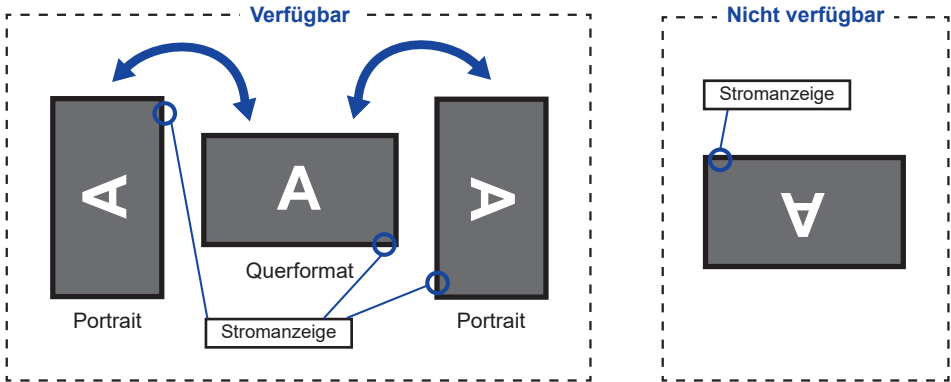 Verfügbar
Nicht verfügbar
Stromanzeige
A
A
A
A
Querformat
Portrait
Stromanzeige
Portrait